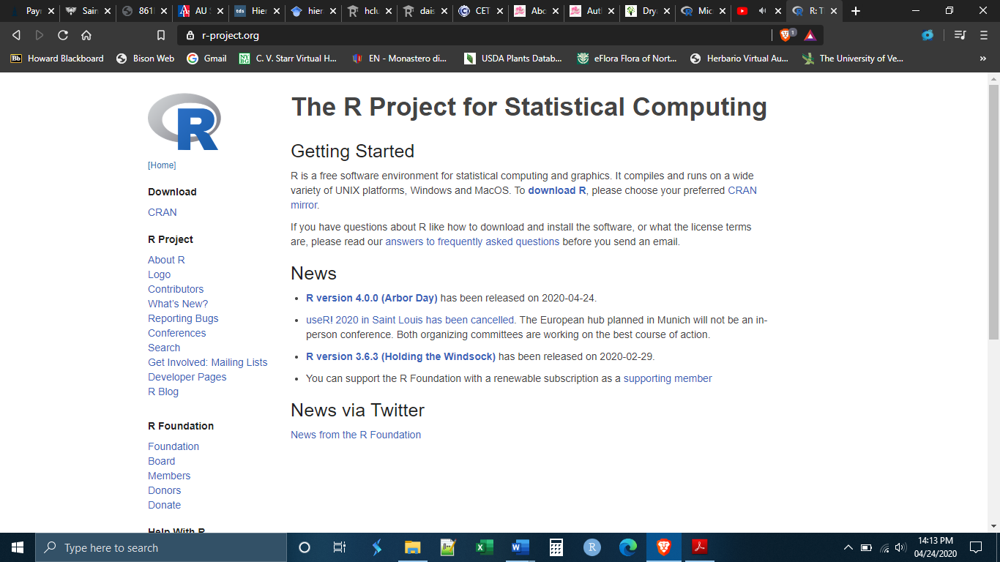 Payr
Sain
861
AU S
tds Hier
hier
hclu
dais
CET
Abo
Aut
Dry
Mic
R: T
r-project.org
1
Bb Howard Blackboard
Bison Web
Gmail
NY BG C. V. Starr Virtual H...
EN - Monastero di...
USDA Plants Datab...
eFlora Flora of Nort...
Herbario Virtual Au...
The University of Ve...
»
R
[Home]
Download
CRAN
R Project
About R
Logo
Contributors
What's New?
Reporting Bugs
Conferences
Search
Get Involved: Mailing Lists
Developer Pages
R Blog
R Foundation
Foundation
Board
Members
Donors
Donate
Help With R
The R Project for Statistical Computing
Getting Started
R is a free software environment for statistical computing and graphics. It compiles and runs on a wide
variety of UNIX platforms, Windows and MacOS. To download R, please choose your preferred CRAN
mirror.
If you have questions about R like how to download and install the software, or what the license terms
are, please read our answers to frequently asked questions before you send an email.
News
• R version 4.0.0 (Arbor Day) has been released on 2020-04-24.
• useR! 2020 in Saint Louis has been cancelled. The European hub planned in Munich will not be an in-
person conference. Both organizing committees are working on the best course of action.
• R version 3.6.3 (Holding the Windsock) has been released on 2020-02-29.
• You can support the R Foundation with a renewable subscription as a supporting member
News via Twitter
News from the R Foundation
Type here to search
14:13 PM
04/24/2020